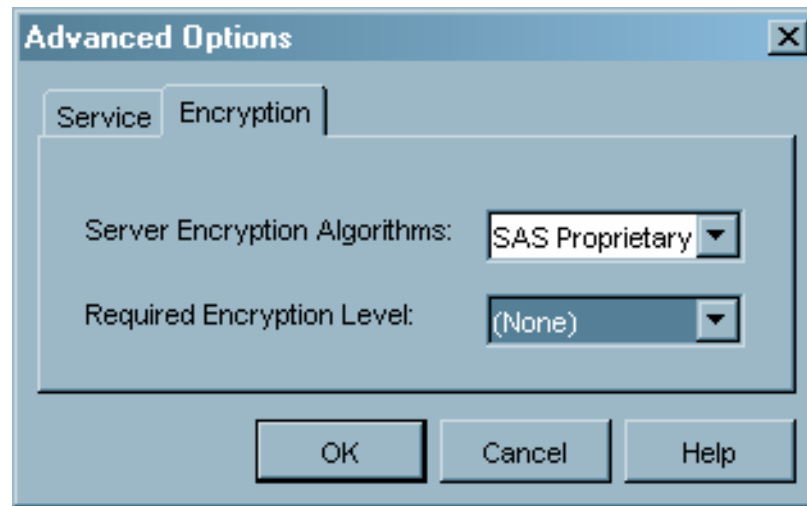 Advanced Options
Service Encryption
Server Encryption Algorithms: SAS Proprietary
Required Encryption Level: (None)
OK Cancel Help